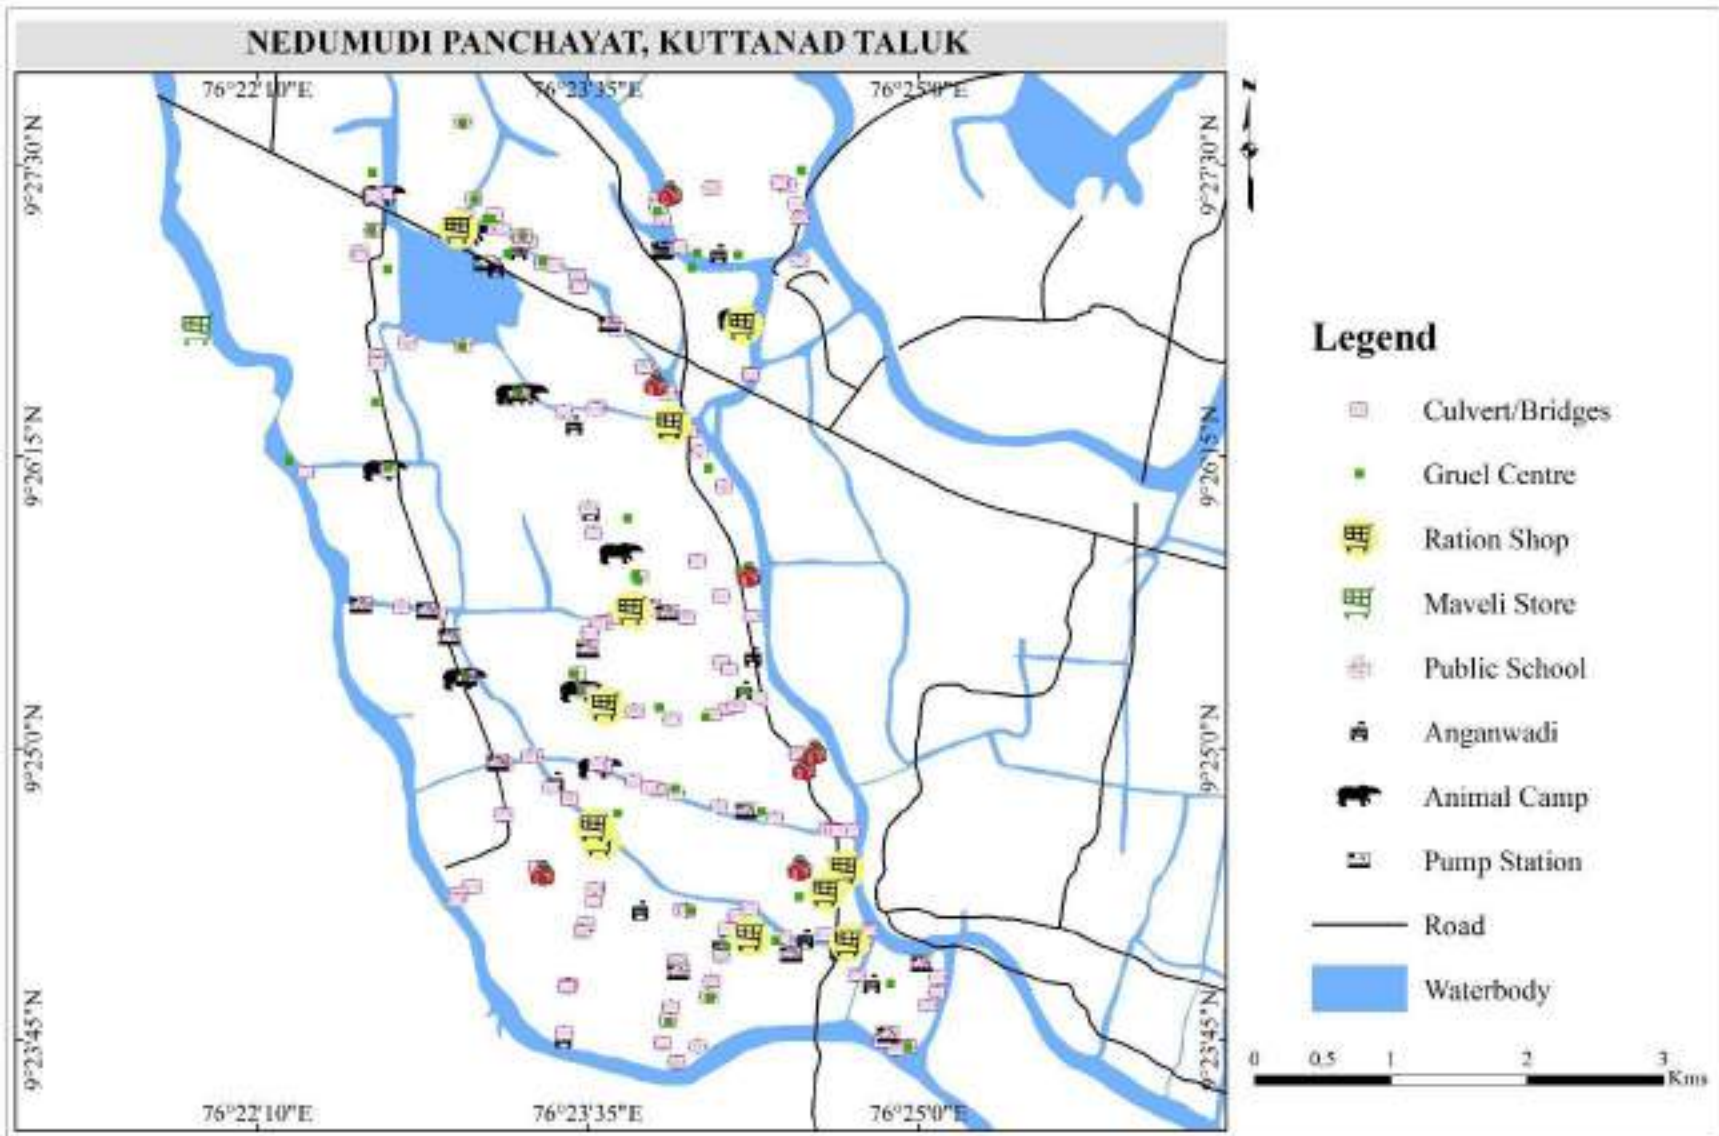 NEDUMUDI PANCHAYAT, KUTTANAD TALUK
76°22'10"E 76°23'35"E 76°25'0"E
9°27'30"N 9°27'30"N
9°26'15"N 9°26'15"N
9°25'0"N 9°25'0"N
9°23'45"N 9°23'45"N
76°22'10"E 76°23'35"E 76°25'0"E
Legend
Culvert/Bridges
Gruel Centre
Ration Shop
Maveli Store
Public School
Anganwadi
Animal Camp
Pump Station
Road
Waterbody
0 0.5 1 2 3
Kms